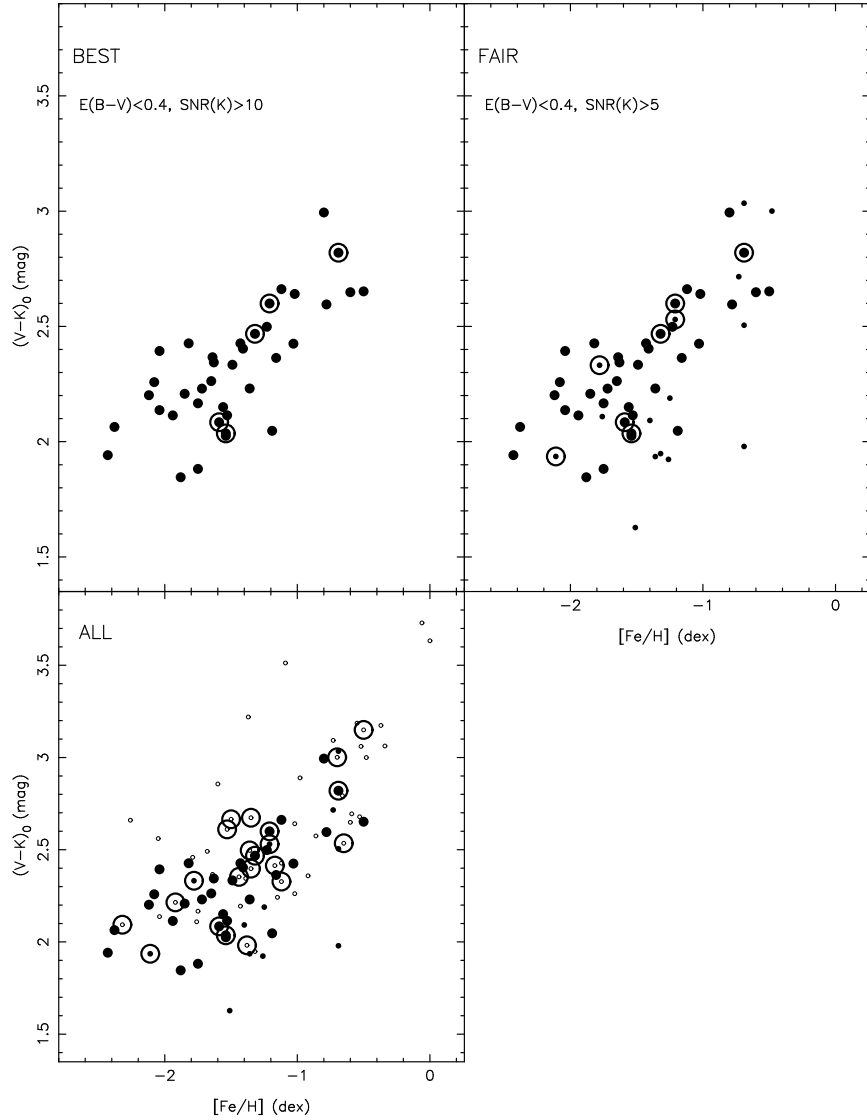 BEST
FAIR
E(B−V)<0.4, SNR(K)>10
E(B−V)<0.4, SNR(K)>5
3.5
3
2.5
2
1.5
(V−K)0 (mag)
−2
−1
0
[Fe/H] (dex)
ALL
3.5
3
2.5
2
1.5
(V−K)0 (mag)
−2
−1
0
[Fe/H] (dex)